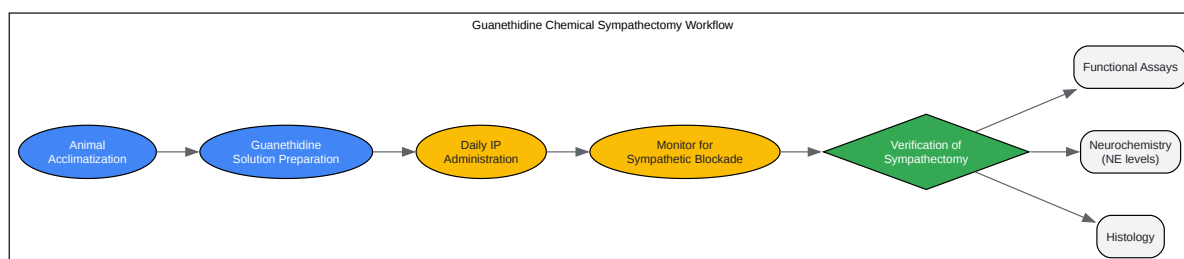 Guanethidine Chemical Sympathectomy Workflow
Animal
Acclimatization
Guanethidine
Solution Preparation
Daily IP
Administration
Monitor for
Sympathetic Blockade
Verification of
Sympathectomy
Functional Assays
Neurochemistry
(NE levels)
Histology